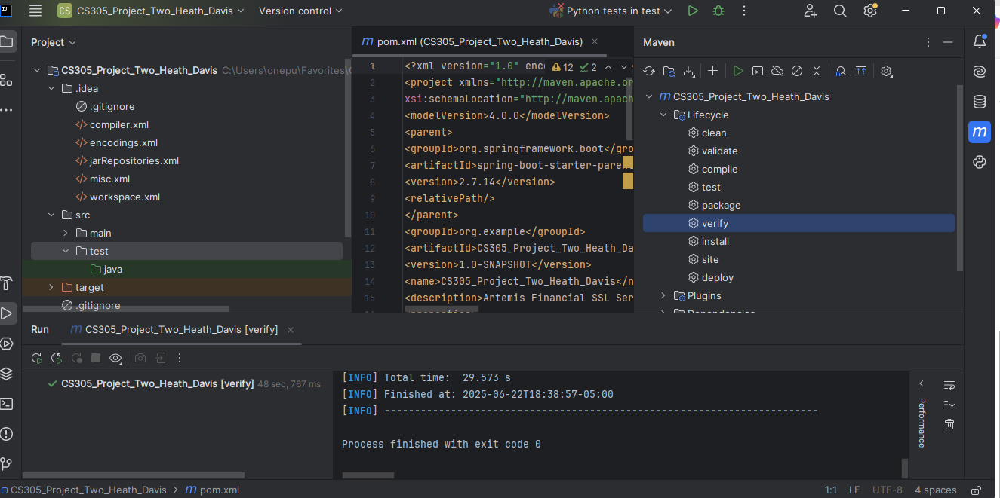 CS CS305_Project_Two_Heath_Davis Version control Python tests in test
Project
CS305_Project_Two_Heath_Davis C:\Users\onepu\Favorites\
.idea
.gitignore
compiler.xml
encodings.xml
jarRepositories.xml
misc.xml
workspace.xml
src
main
test
java
target
.gitignore
m pom.xml (CS305_Project_Two_Heath_Davis)
12 2
1 <?xml version="1.0" enco
2 <project xmlns="http://maven.apache.or
3 xsi:schemaLocation="http://maven.apach
4 <modelVersion>4.0.0</modelVersion>
5 <parent>
6 <groupId>org.springframework.boot</gro
7 <artifactId>spring-boot-starter-pare
8 <version>2.7.14</version>
9 <relativePath/>
10 </parent>
11 <groupId>org.example</groupId>
12 <artifactId>CS305_Project_Two_Heath_Da
13 <version>1.0-SNAPSHOT</version>
14 <name>CS305_Project_Two_Heath_Davis</n
15 <description>Artemis Financial SSL Ser
Maven
m CS305_Project_Two_Heath_Davis
Lifecycle
clean
validate
compile
test
package
verify
install
site
deploy
Plugins
Dependencies
m
Run m CS305_Project_Two_Heath_Davis [verify]
CS305_Project_Two_Heath_Davis [verify] 48 sec, 767 ms
[INFO] Total time:  29.573 s
[INFO] Finished at: 2025-06-22T18:38:57-05:00
[INFO] ------------------------------------------------------------------------
Process finished with exit code 0
Performance
CS305_Project_Two_Heath_Davis > m pom.xml 1:1 LF UTF-8 4 spaces